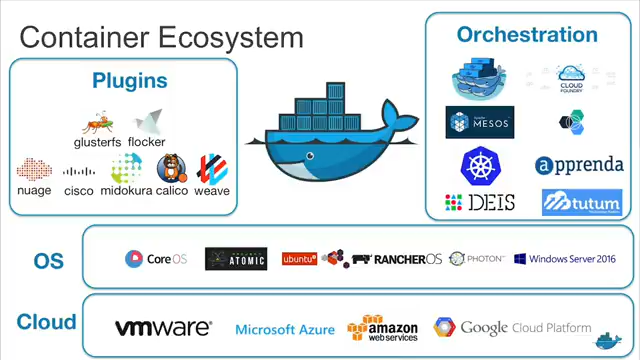 Container Ecosystem
Plugins
glusterfs flocker
nuage cisco midokura calico weave
Orchestration
CLOUD FOUNDRY
MESOS
apprenda
DEIS
tutum
OS
CoreOS
PROJECT ATOMIC
ubuntu
RANCHEROS
PHOTON
Windows Server 2016
Cloud
vmware
Microsoft Azure
amazon web services
Google Cloud Platform